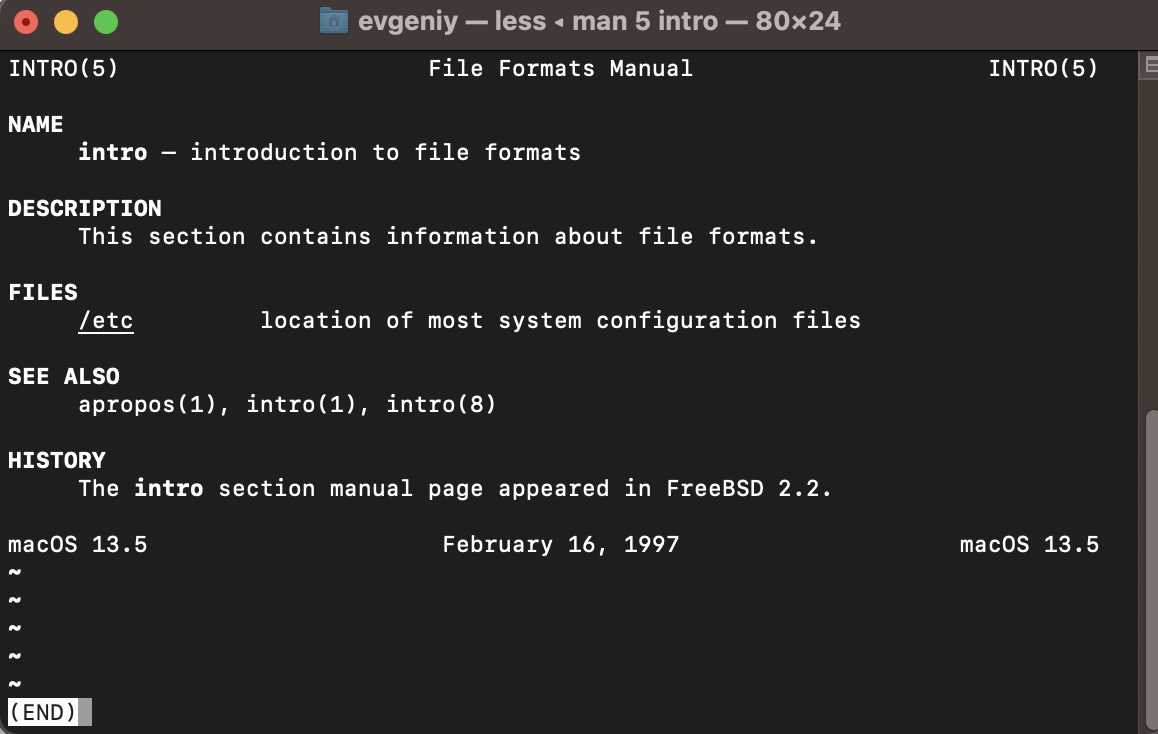 evgeniy — less ◂ man 5 intro — 80×24
INTRO(5) File Formats Manual INTRO(5)
NAME
intro — introduction to file formats
DESCRIPTION
This section contains information about file formats.
FILES
/etc location of most system configuration files
SEE ALSO
apropos(1), intro(1), intro(8)
HISTORY
The intro section manual page appeared in FreeBSD 2.2.
macOS 13.5 February 16, 1997 macOS 13.5
~
~
~
~
~
(END)